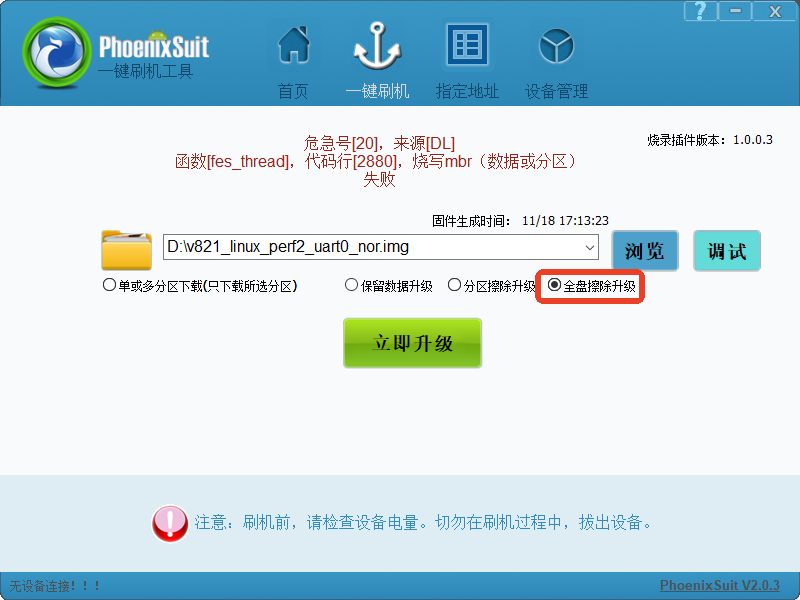 PhoenixSuit
一键刷机工具
首页
一键刷机
指定地址
设备管理
?
危急号[20]，来源[DL]
函数[fes_thread]，代码行[2880]，烧写mbr（数据或分区）
失败
烧录插件版本：1.0.0.3
固件生成时间： 11/18 17:13:23
D:\v821_linux_perf2_uart0_nor.img
浏览
调试
单或多分区下载(只下载所选分区)
保留数据升级
分区擦除升级
全盘擦除升级
立即升级
注意：刷机前，请检查设备电量。切勿在刷机过程中，拔出设备。
无设备连接！！！
PhoenixSuit V2.0.3